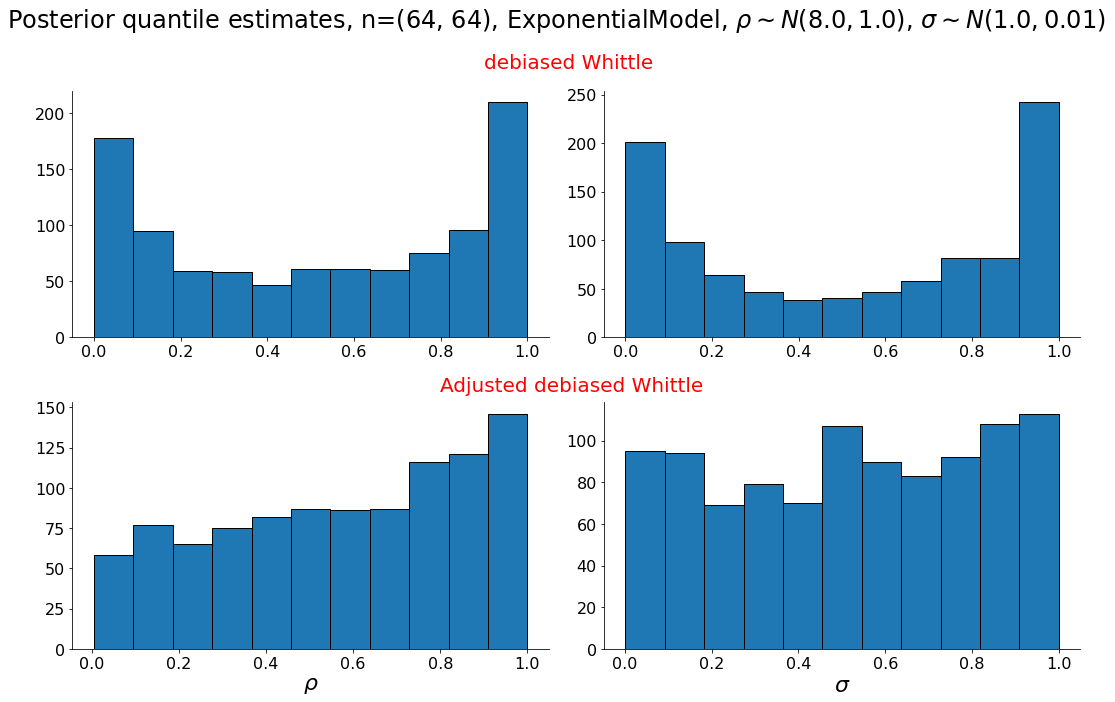 Posterior quantile estimates, n=(64, 64), ExponentialModel, ρ ∼ N(8.0, 1.0), σ ∼ N(1.0, 0.01)
debiased Whittle
200
150
100
50
0
0.0 0.2 0.4 0.6 0.8 1.0
250
200
150
100
50
0
0.0 0.2 0.4 0.6 0.8 1.0
Adjusted debiased Whittle
150
125
100
75
50
25
0
0.0 0.2 0.4 0.6 0.8 1.0
ρ
100
80
60
40
20
0
0.0 0.2 0.4 0.6 0.8 1.0
σ